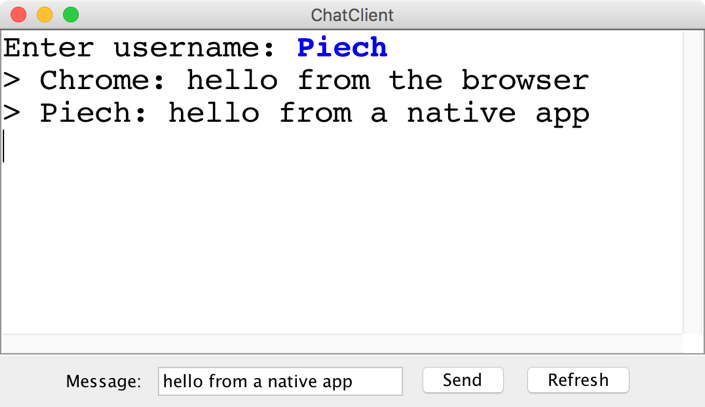 ChatClient
Enter username: Piech
> Chrome: hello from the browser
> Piech: hello from a native app
Message: hello from a native app Send Refresh